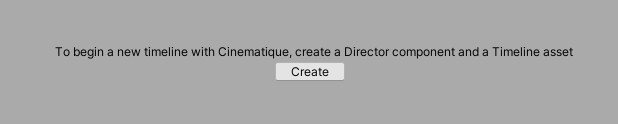 To begin a new timeline with Cinematique, create a Director component and a Timeline asset
Create